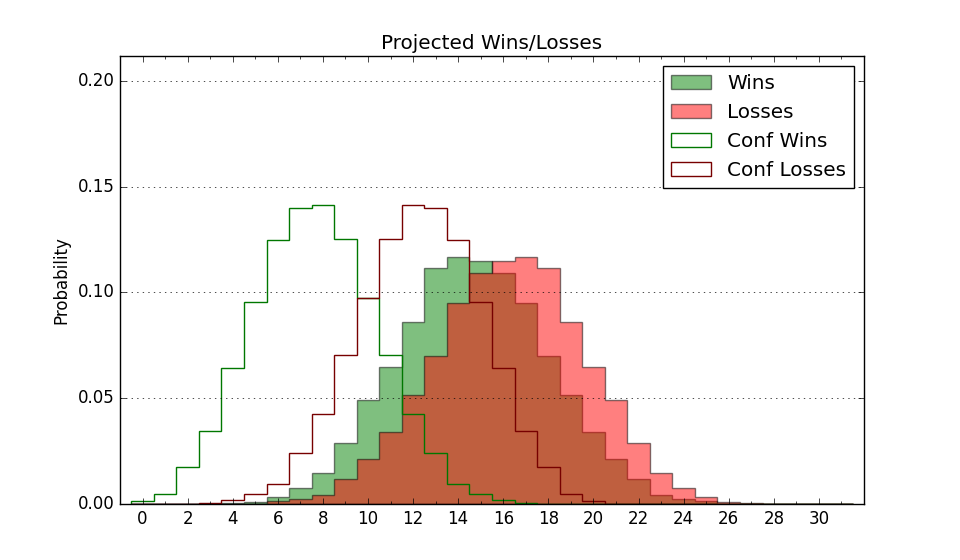 Projected Wins/Losses
0.20
0.15
0.10
0.05
0.00
Probability
Wins
Losses
Conf Wins
Conf Losses
0 2 4 6 8 10 12 14 16 18 20 22 24 26 28 30